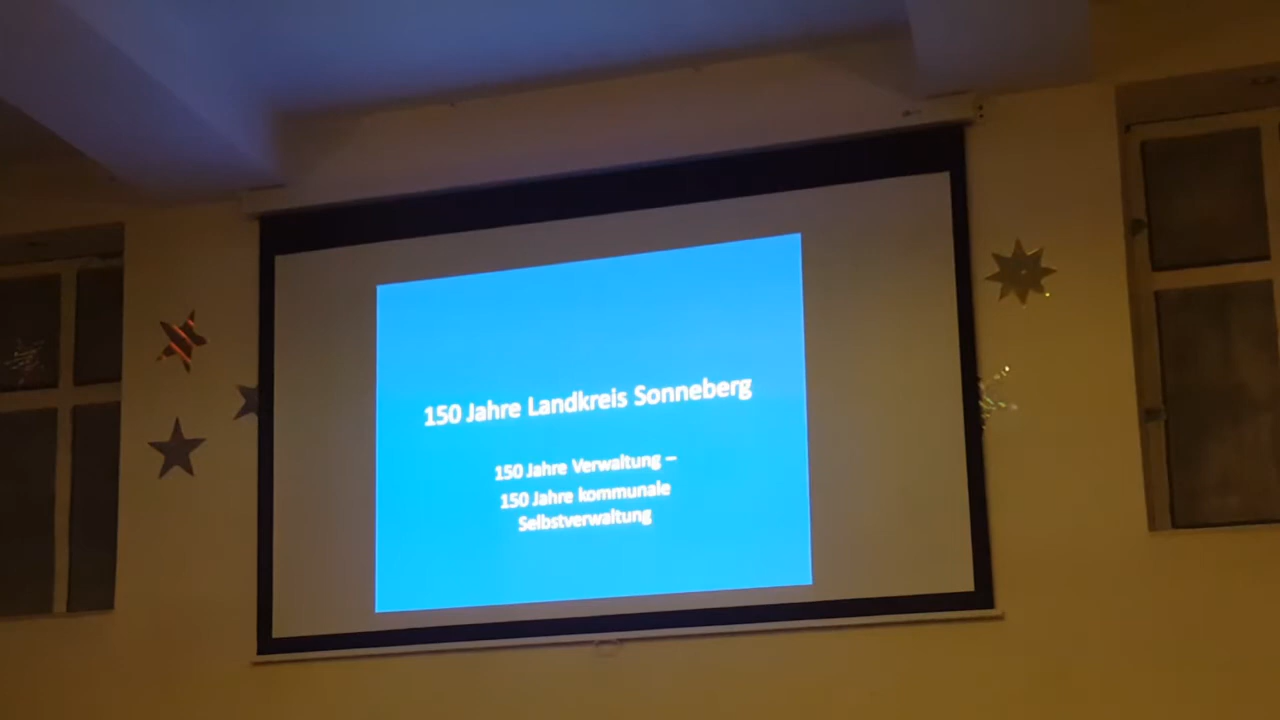 150 Jahre Landkreis Sonneberg
150 Jahre Verwaltung –
150 Jahre kommunale
Selbstverwaltung